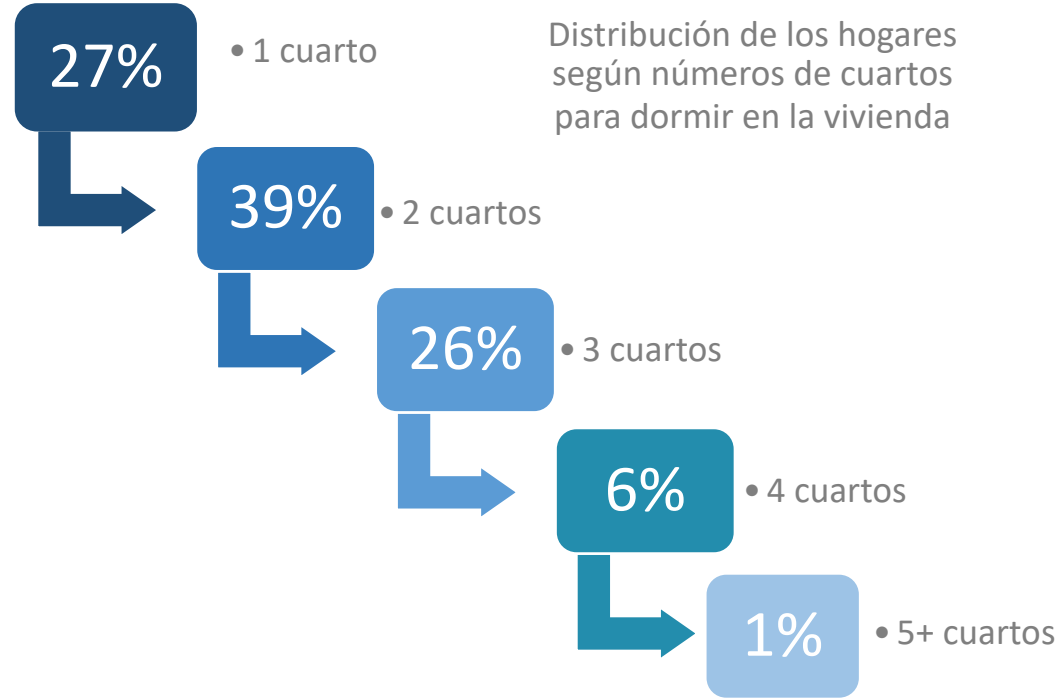 Distribución de los hogares
según números de cuartos
para dormir en la vivienda
27%
• 1 cuarto
39%
• 2 cuartos
26%
• 3 cuartos
6%
• 4 cuartos
1%
• 5+ cuartos